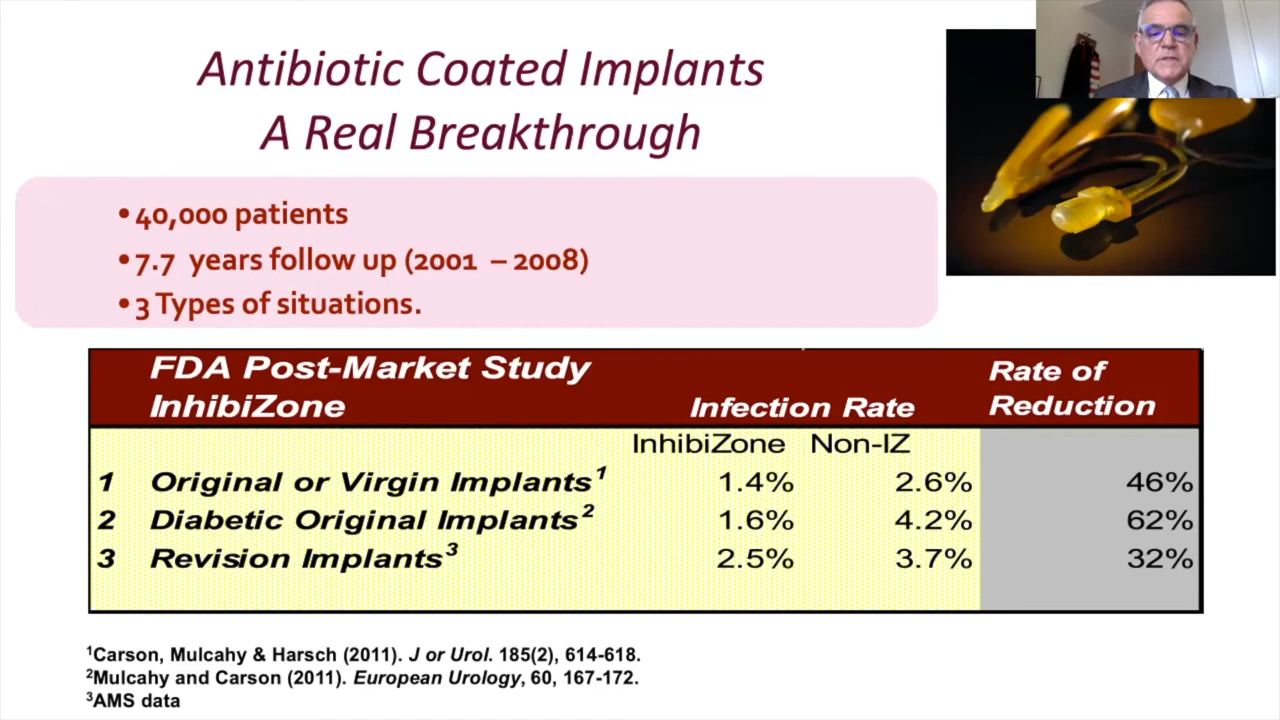 Antibiotic Coated Implants
A Real Breakthrough
•40,000 patients
•7.7 years follow up (2001 – 2008)
•3 Types of situations.
FDA Post-Market Study
InhibiZone
Infection Rate
Rate of
Reduction
InhibiZone Non-IZ
1 Original or Virgin Implants¹ 1.4% 2.6% 46%
2 Diabetic Original Implants² 1.6% 4.2% 62%
3 Revision Implants³ 2.5% 3.7% 32%
¹Carson, Mulcahy & Harsch (2011). J or Urol. 185(2), 614-618.
²Mulcahy and Carson (2011). European Urology, 60, 167-172.
³AMS data